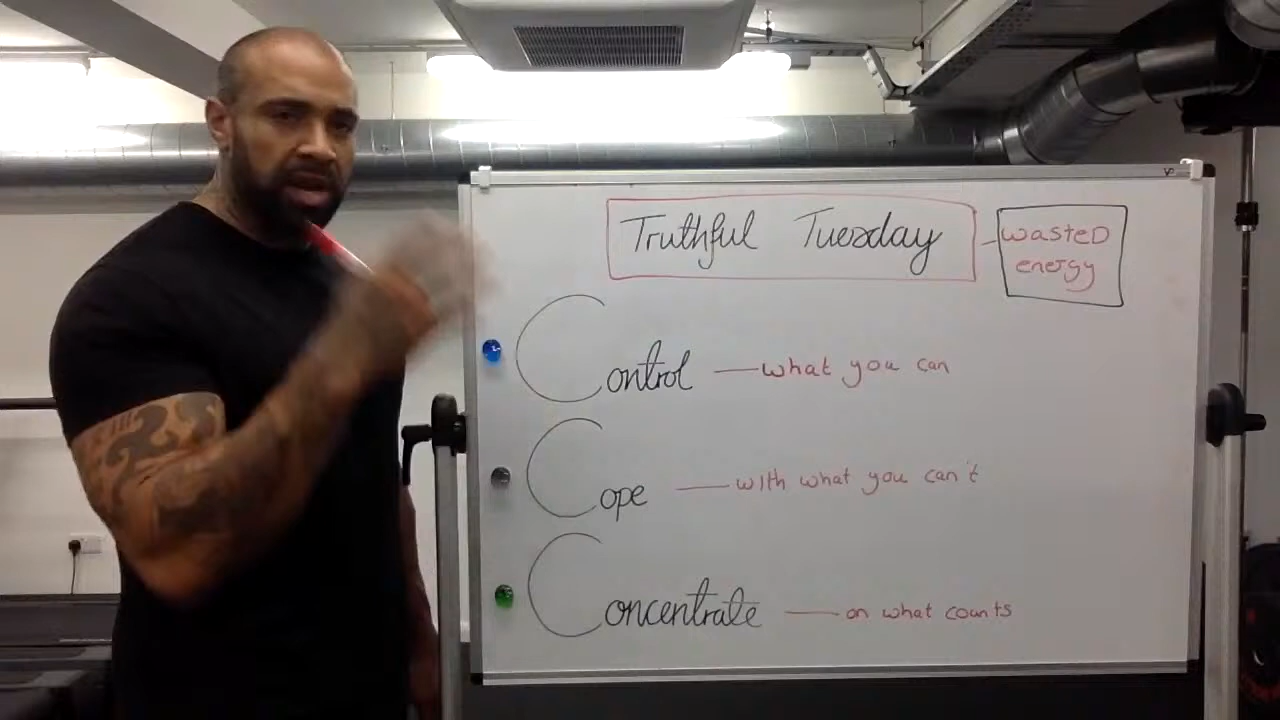 Truthful Tuesday
wasteD
energy
Control — what you can
Cope — with what you can't
Concentrate — on what counts